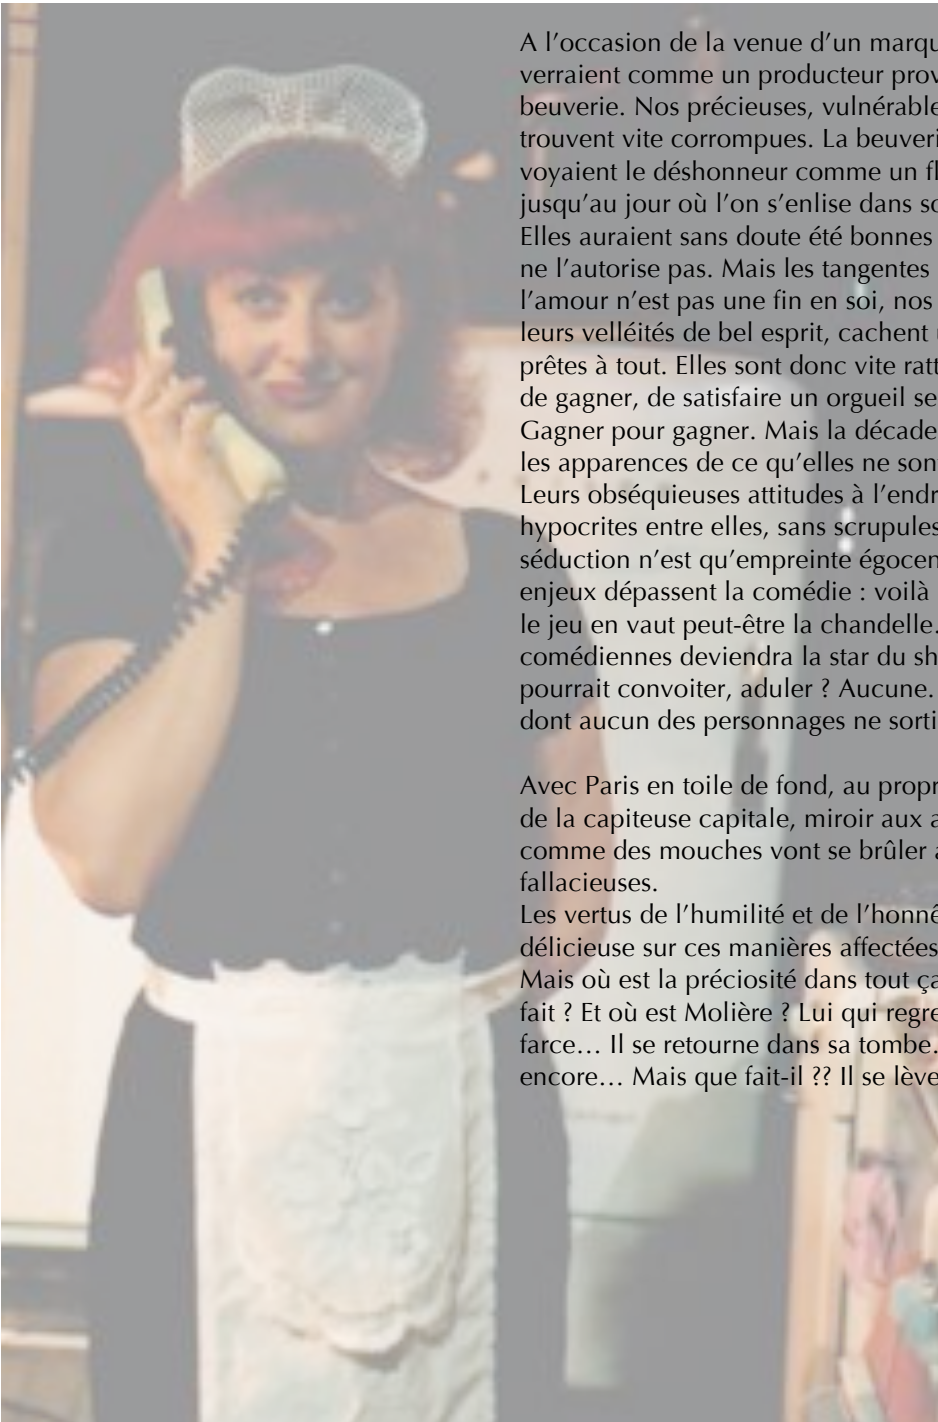 A l’occasion de la venue d’un marqu
verraient comme un producteur prov
beuverie. Nos précieuses, vulnérable
trouvent vite corrompues. La beuveri
voyaient le déshonneur comme un fl
jusqu’au jour où l’on s’enlise dans so
Elles auraient sans doute été bonnes
ne l’autorise pas. Mais les tangentes
l’amour n’est pas une fin en soi, nos
leurs velléités de bel esprit, cachent
prêtes à tout. Elles sont donc vite ratt
de gagner, de satisfaire un orgueil se
Gagner pour gagner. Mais la décade
les apparences de ce qu’elles ne son
Leurs obséquieuses attitudes à l’endr
hypocrites entre elles, sans scrupules
séduction n’est qu’empreinte égocen
enjeux dépassent la comédie : voilà
le jeu en vaut peut-être la chandelle.
comédiennes deviendra la star du sh
pourrait convoiter, aduler ? Aucune.
dont aucun des personnages ne sorti
Avec Paris en toile de fond, au propr
de la capiteuse capitale, miroir aux a
comme des mouches vont se brûler a
fallacieuses.
Les vertus de l’humilité et de l’honnê
délicieuse sur ces manières affectées
Mais où est la préciosité dans tout ça
fait ? Et où est Molière ? Lui qui regre
farce… Il se retourne dans sa tombe.
encore… Mais que fait-il ?? Il se lève